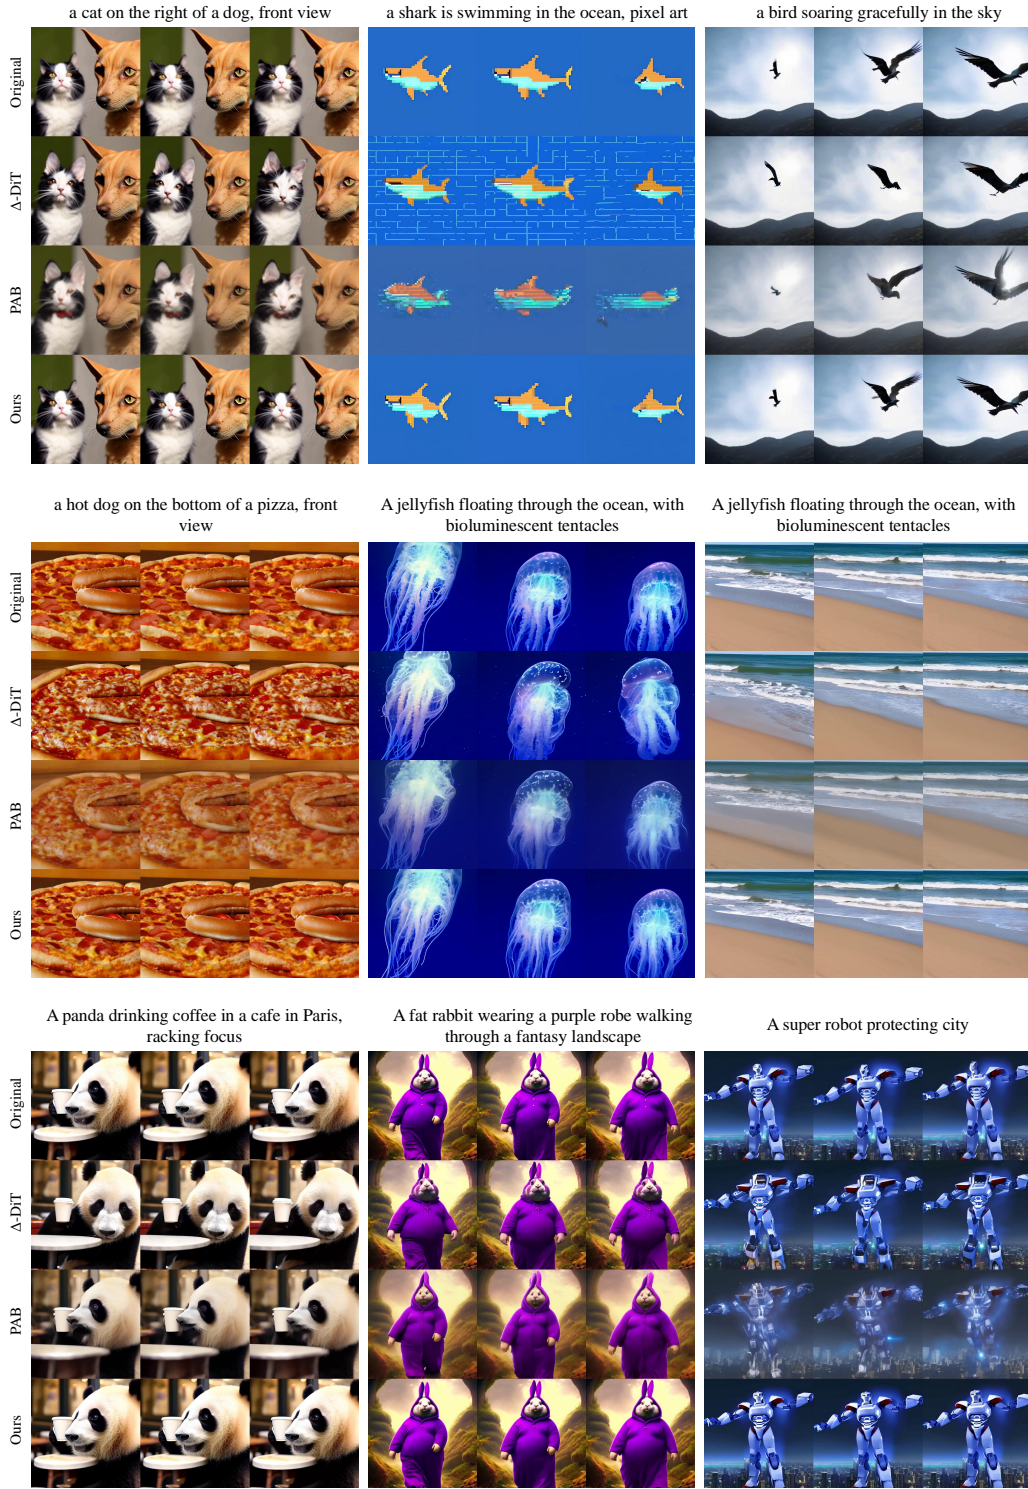 a cat on the right of a dog, front view
a shark is swimming in the ocean, pixel art
a bird soaring gracefully in the sky
Original
Δ-DiT
PAB
Ours
a hot dog on the bottom of a pizza, front
view
A jellyfish floating through the ocean, with
bioluminescent tentacles
A jellyfish floating through the ocean, with
bioluminescent tentacles
Original
Δ-DiT
PAB
Ours
A panda drinking coffee in a cafe in Paris,
racking focus
A fat rabbit wearing a purple robe walking
through a fantasy landscape
A super robot protecting city
Original
Δ-DiT
PAB
Ours